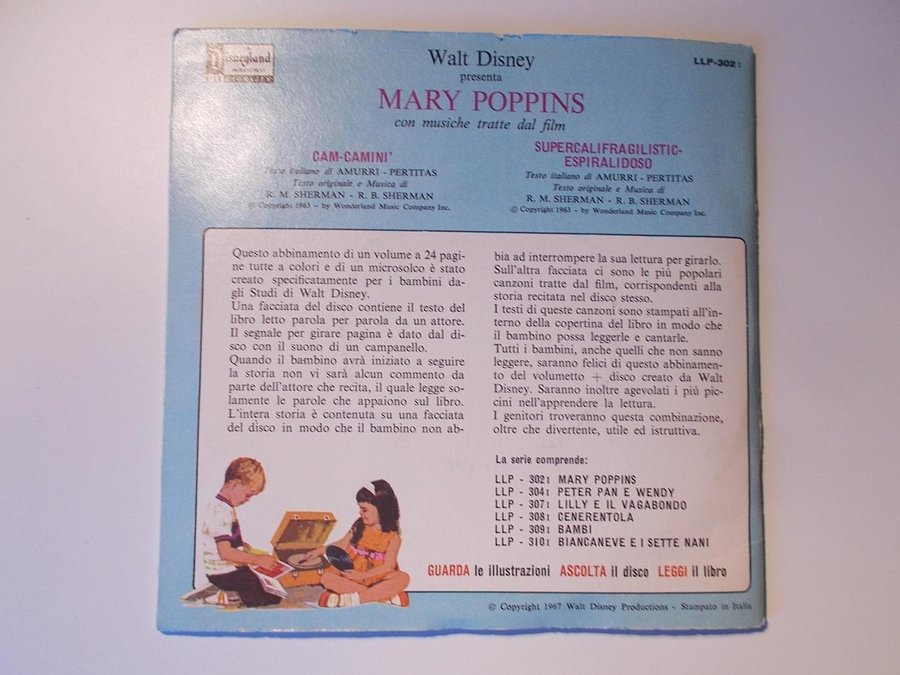 Disneyland
Walt Disney
presenta
MARY POPPINS
con musiche tratte dal film
LLP-302 I
CAM-CAMINI'
Testo italiano di AMURRI - PERTITAS
Testo originale e Musica di
R. M. SHERMAN - R. B. SHERMAN
© Copyright 1963 - by Wonderland Music Company Inc.
SUPERCALIFRAGILISTIC-
ESPIRALIDOSO
Testo italiano di AMURRI - PERTITAS
Testo originale e Musica di
R. M. SHERMAN - R. B. SHERMAN
© Copyright 1963 - by Wonderland Music Company Inc.
Questo abbinamento di un volume a 24 pagi-
ne tutte a colori e di un microsolco è stato
creato specificatamente per i bambini da-
gli Studi di Walt Disney.
Una facciata del disco contiene il testo del
libro letto parola per parola da un attore.
Il segnale per girare pagina è dato dal di-
sco con il suono di un campanello.
Quando il bambino avrà iniziato a seguire
la storia non vi sarà alcun commento da
parte dell'attore che recita, il quale legge so-
lamente le parole che appaiono sul libro.
L'intera storia è contenuta su una facciata
del disco in modo che il bambino non ab-
bia ad interrompere la sua lettura per girarlo.
Sull'altra facciata ci sono le piú popolari
canzoni tratte dal film, corrispondenti alla
storia recitata nel disco stesso.
I testi di queste canzoni sono stampati all'in-
terno della copertina del libro in modo che
il bambino possa leggerle e cantarle.
Tutti i bambini, anche quelli che non sanno
leggere, saranno felici di questo abbinamen-
to del volumetto + disco creato da Walt
Disney. Saranno inoltre agevolati i piú pic-
cini nell'apprendere la lettura.
I genitori troveranno questa combinazione,
oltre che divertente, utile ed istruttiva.
La serie comprende:
LLP - 302I MARY POPPINS
LLP - 304I PETER PAN E WENDY
LLP - 307I LILLY E IL VAGABONDO
LLP - 308I CENERENTOLA
LLP - 309I BAMBI
LLP - 310I BIANCANEVE E I SETTE NANI
GUARDA le illustrazioni ASCOLTA il disco LEGGI il libro
© Copyright 1967 Walt Disney Productions - Stampato in Italia